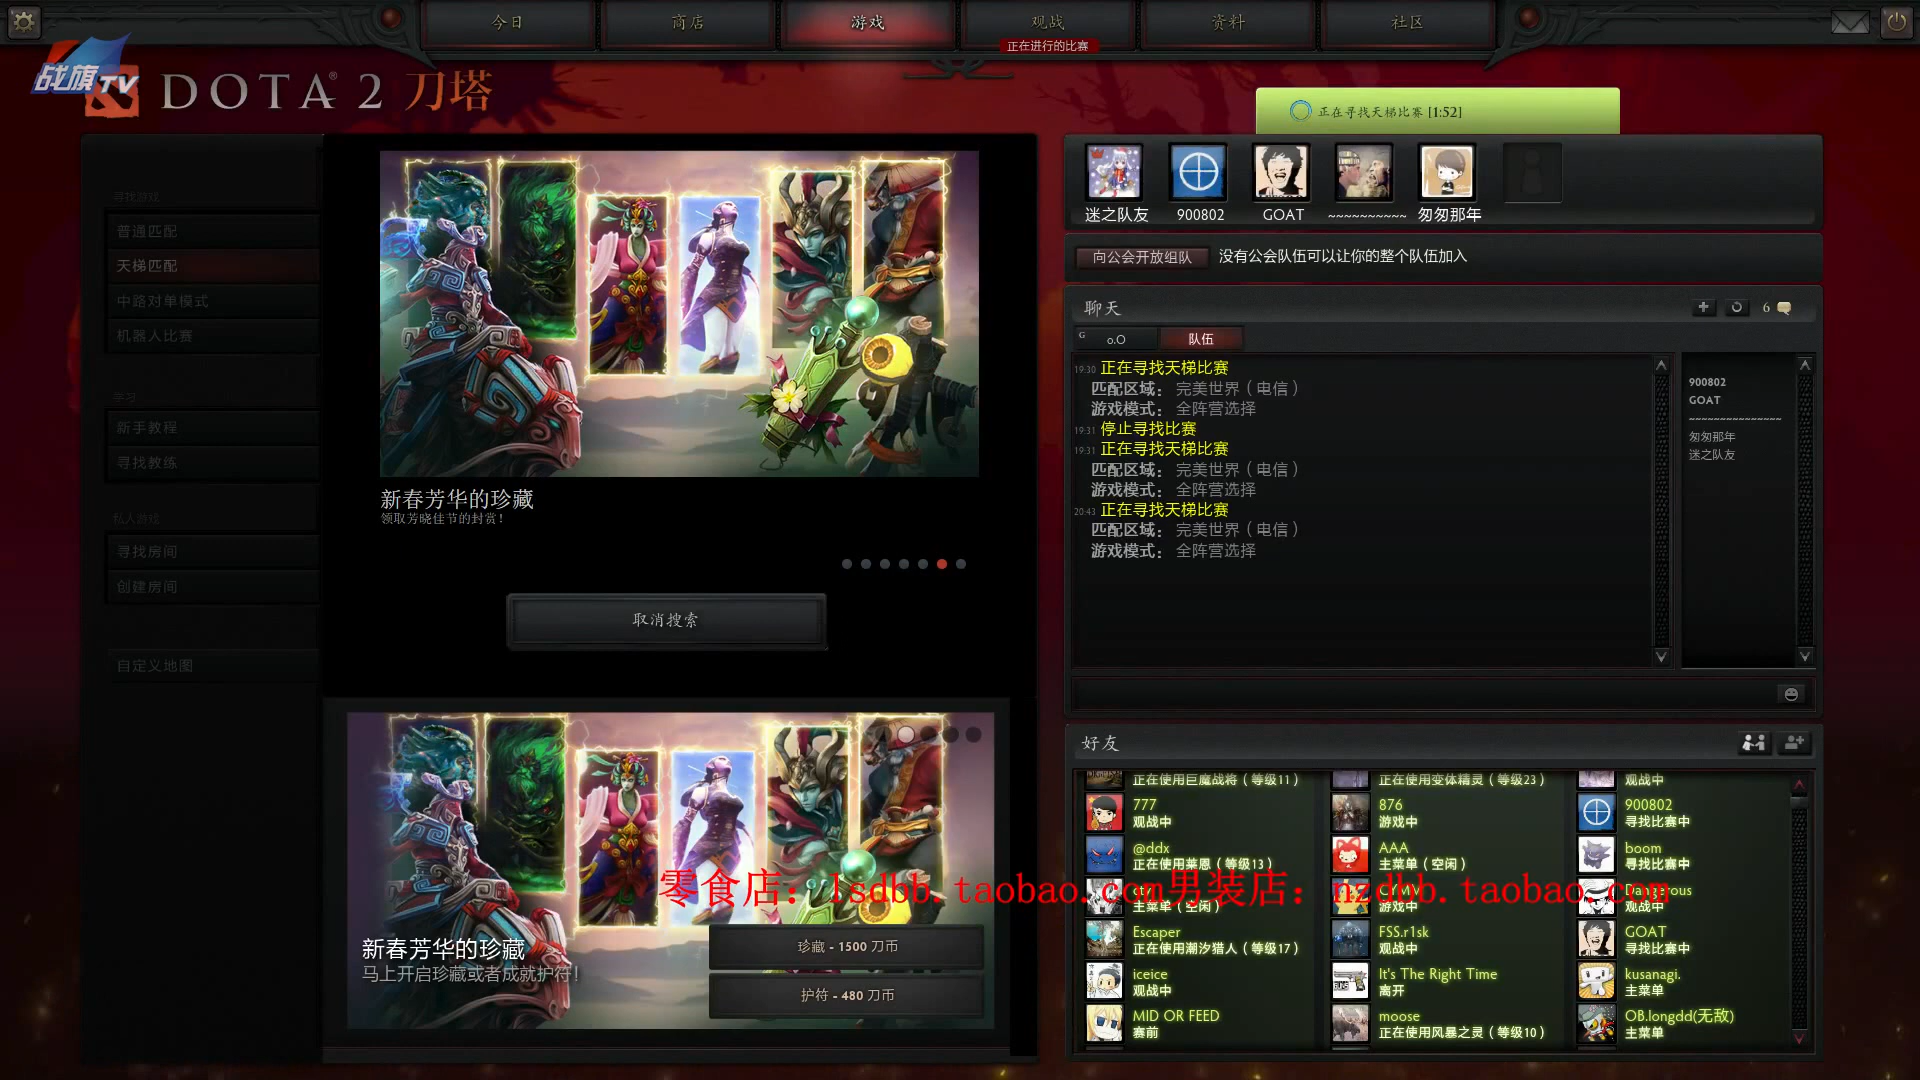 今日
商店
游戏
观战
资料
社区
正在进行的比赛
战旗TV
DOTA® 2 刀塔
正在寻找天梯比赛 [1:52]
寻找游戏
普通匹配
天梯匹配
中路对单模式
机器人比赛
学习
新手教程
寻找教练
私人游戏
寻找房间
创建房间
自定义地图
新春芳华的珍藏
领取芳晓佳节的封赏！
取消搜索
新春芳华的珍藏
马上开启珍藏或者成就护符！
珍藏 - 1500 刀币
护符 - 480 刀币
迷之队友
900802
GOAT
~~~~~~~~~~
匆匆那年
向公会开放组队
没有公会队伍可以让你的整个队伍加入
聊天
6
G
o.O
队伍
19:30 正在寻找天梯比赛
匹配区域： 完美世界（电信）
游戏模式： 全阵营选择
19:31 停止寻找比赛
19:31 正在寻找天梯比赛
匹配区域： 完美世界（电信）
游戏模式： 全阵营选择
20:43 正在寻找天梯比赛
匹配区域： 完美世界（电信）
游戏模式： 全阵营选择
900802
GOAT
~~~~~~~~~~~~~~~
匆匆那年
迷之队友
好友
正在使用巨魔战将（等级11）
正在使用变体精灵（等级23）
观战中
777
观战中
876
游戏中
900802
寻找比赛中
@ddx
正在使用莱恩（等级13）
AAA
主菜单（空闲）
boom
寻找比赛中
主菜单（空闲）
CYMM
游戏中
Dangerous
观战中
零食店：lsdbb.taobao.com男装店：nzdbb.taobao.com
Escaper
正在使用潮汐猎人（等级17）
FSS.r1sk
观战中
GOAT
寻找比赛中
iceice
观战中
It's The Right Time
离开
kusanagi.
主菜单
MID OR FEED
赛前
moose
正在使用风暴之灵（等级10）
OB.longdd(无敌)
主菜单